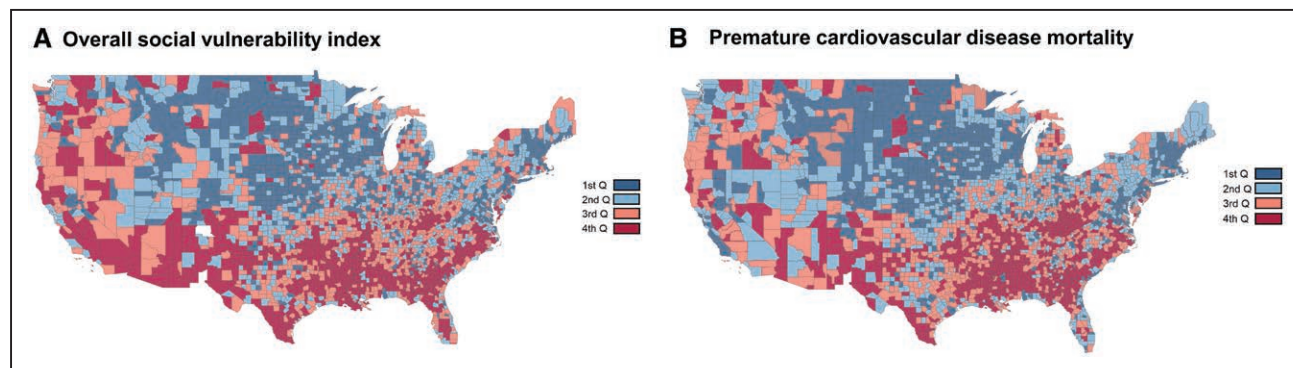 A Overall social vulnerability index
B Premature cardiovascular disease mortality
1st Q
2nd Q
3rd Q
4th Q
1st Q
2nd Q
3rd Q
4th Q